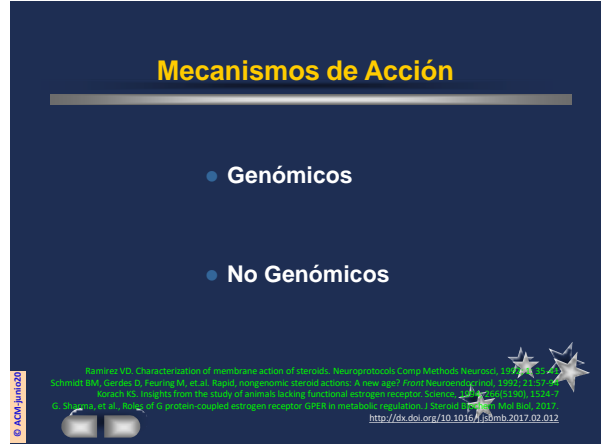 Mecanismos de Acción
Genómicos
No Genómicos
Ramírez VD. Characterization of membrane action of steroids. Neuroprotocols Comp Methods Neurosci, 35-41
Schmidt BM, Gerdes D, Feuring M, et.al. Rapid, nongenomic steroid actions: A new age? Front Neuroendocrinol, 1992; 21:57-94
Korach KS. Insights from the study of animals lacking functional estrogen receptor. Science, 1994; 266(5190), 1524-7
G. Sharma, et al., Roles of G protein-coupled estrogen receptor GPER in metabolic regulation. J Steroid Mol Biol, 2017.
http://dx.doi.org/10.1016/j.jsbmb.2017.02.012
© ACM-junio20